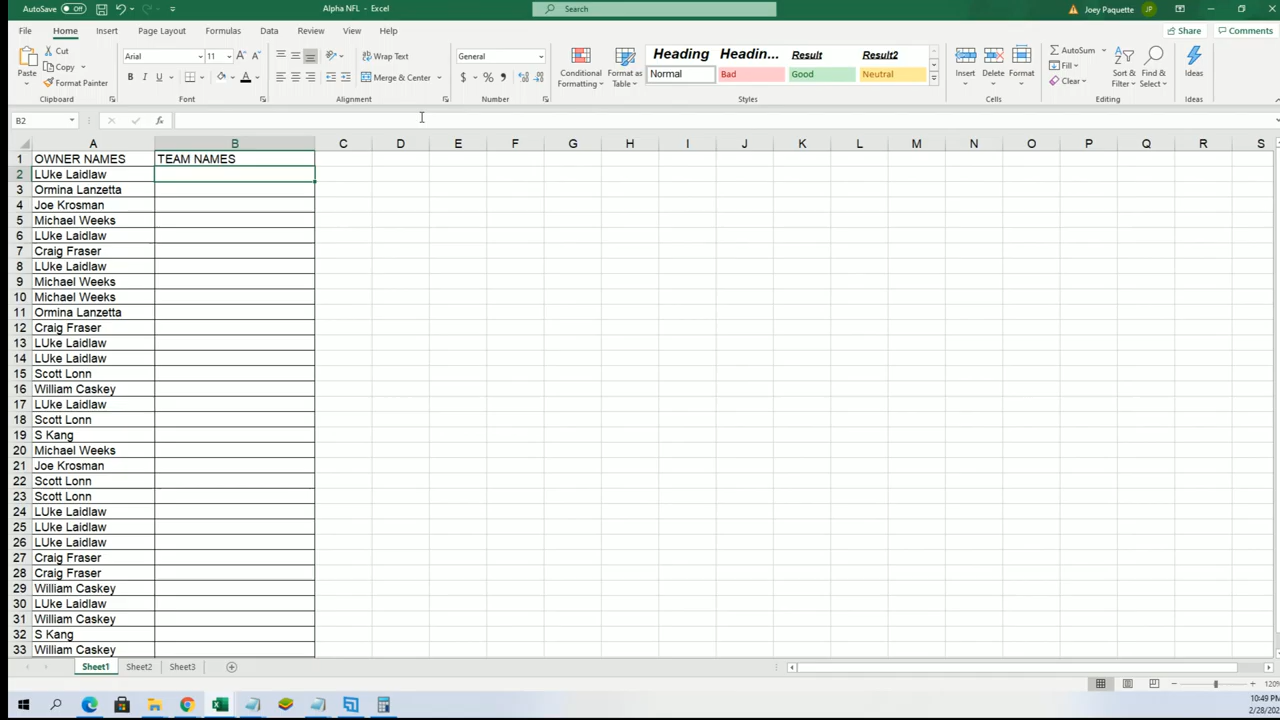 AutoSave Off Alpha NFL - Excel Search Joey Paquette JP
File Home Insert Page Layout Formulas Data Review View Help Share Comments
Cut Arial 11 Wrap Text General Heading Headin... Result Result2 AutoSum
Copy Normal Bad Good Neutral Fill
Paste Format Painter B I U A Merge & Center $ % Conditional Formatting Format as Table Insert Delete Format Clear Sort & Filter Find & Select Ideas
Clipboard Font Alignment Number Styles Cells Editing Ideas
B2 fx
A B C D E F G H I J K L M N O P Q R S
1 OWNER NAMES TEAM NAMES
2 LUke Laidlaw
3 Ormina Lanzetta
4 Joe Krosman
5 Michael Weeks
6 LUke Laidlaw
7 Craig Fraser
8 LUke Laidlaw
9 Michael Weeks
10 Michael Weeks
11 Ormina Lanzetta
12 Craig Fraser
13 LUke Laidlaw
14 LUke Laidlaw
15 Scott Lonn
16 William Caskey
17 LUke Laidlaw
18 Scott Lonn
19 S Kang
20 Michael Weeks
21 Joe Krosman
22 Scott Lonn
23 Scott Lonn
24 LUke Laidlaw
25 LUke Laidlaw
26 LUke Laidlaw
27 Craig Fraser
28 Craig Fraser
29 William Caskey
30 LUke Laidlaw
31 William Caskey
32 S Kang
33 William Caskey
Sheet1 Sheet2 Sheet3
120%
10:49 PM
2/28/202